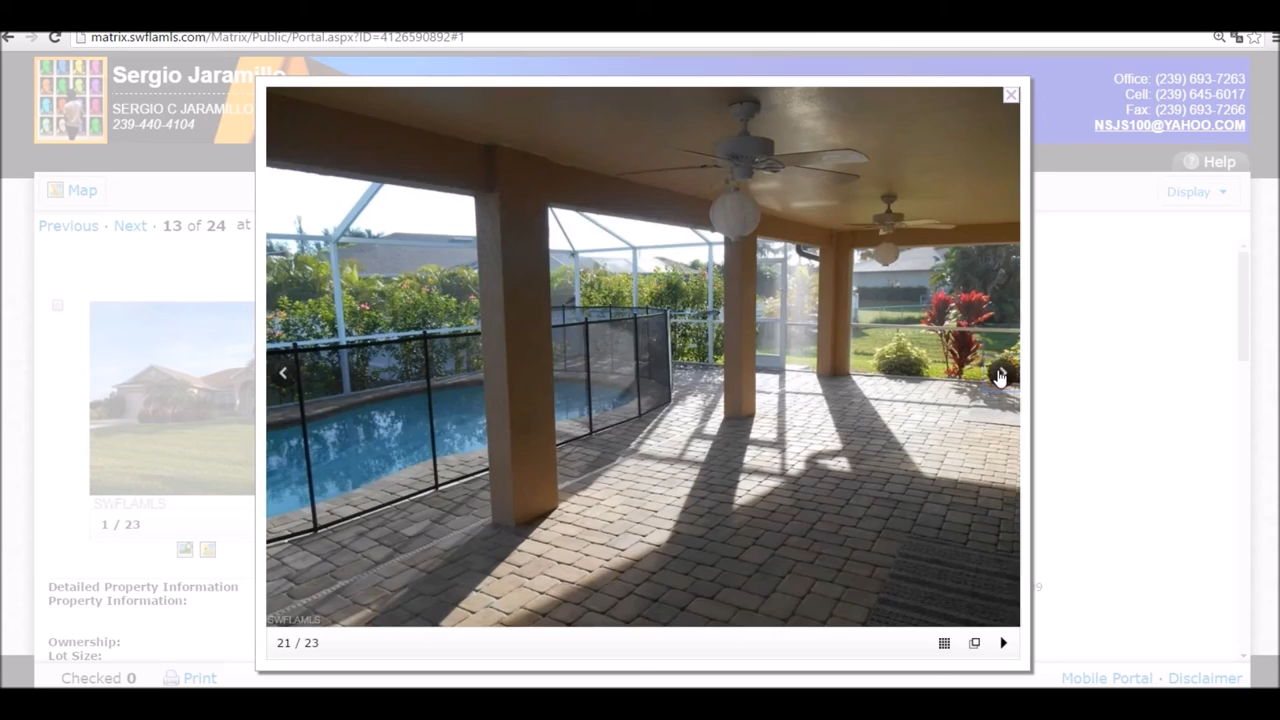 matrix.swflamls.com/Matrix/Public/Portal.aspx?ID=4126590892#1
Sergio Jaramillo
SERGIO C JARAMILLO
239-440-4104
Office: (239) 693-7263
Cell: (239) 645-6017
Fax: (239) 693-7266
NSJS100@YAHOO.COM
? Help
Map
Display
Previous · Next · 13 of 24 at
SWFLAMLS
1 / 23
Detailed Property Information
Property Information:
Ownership:
Lot Size:
SWFLAMLS
21 / 23
Checked 0 Print
Mobile Portal · Disclaimer